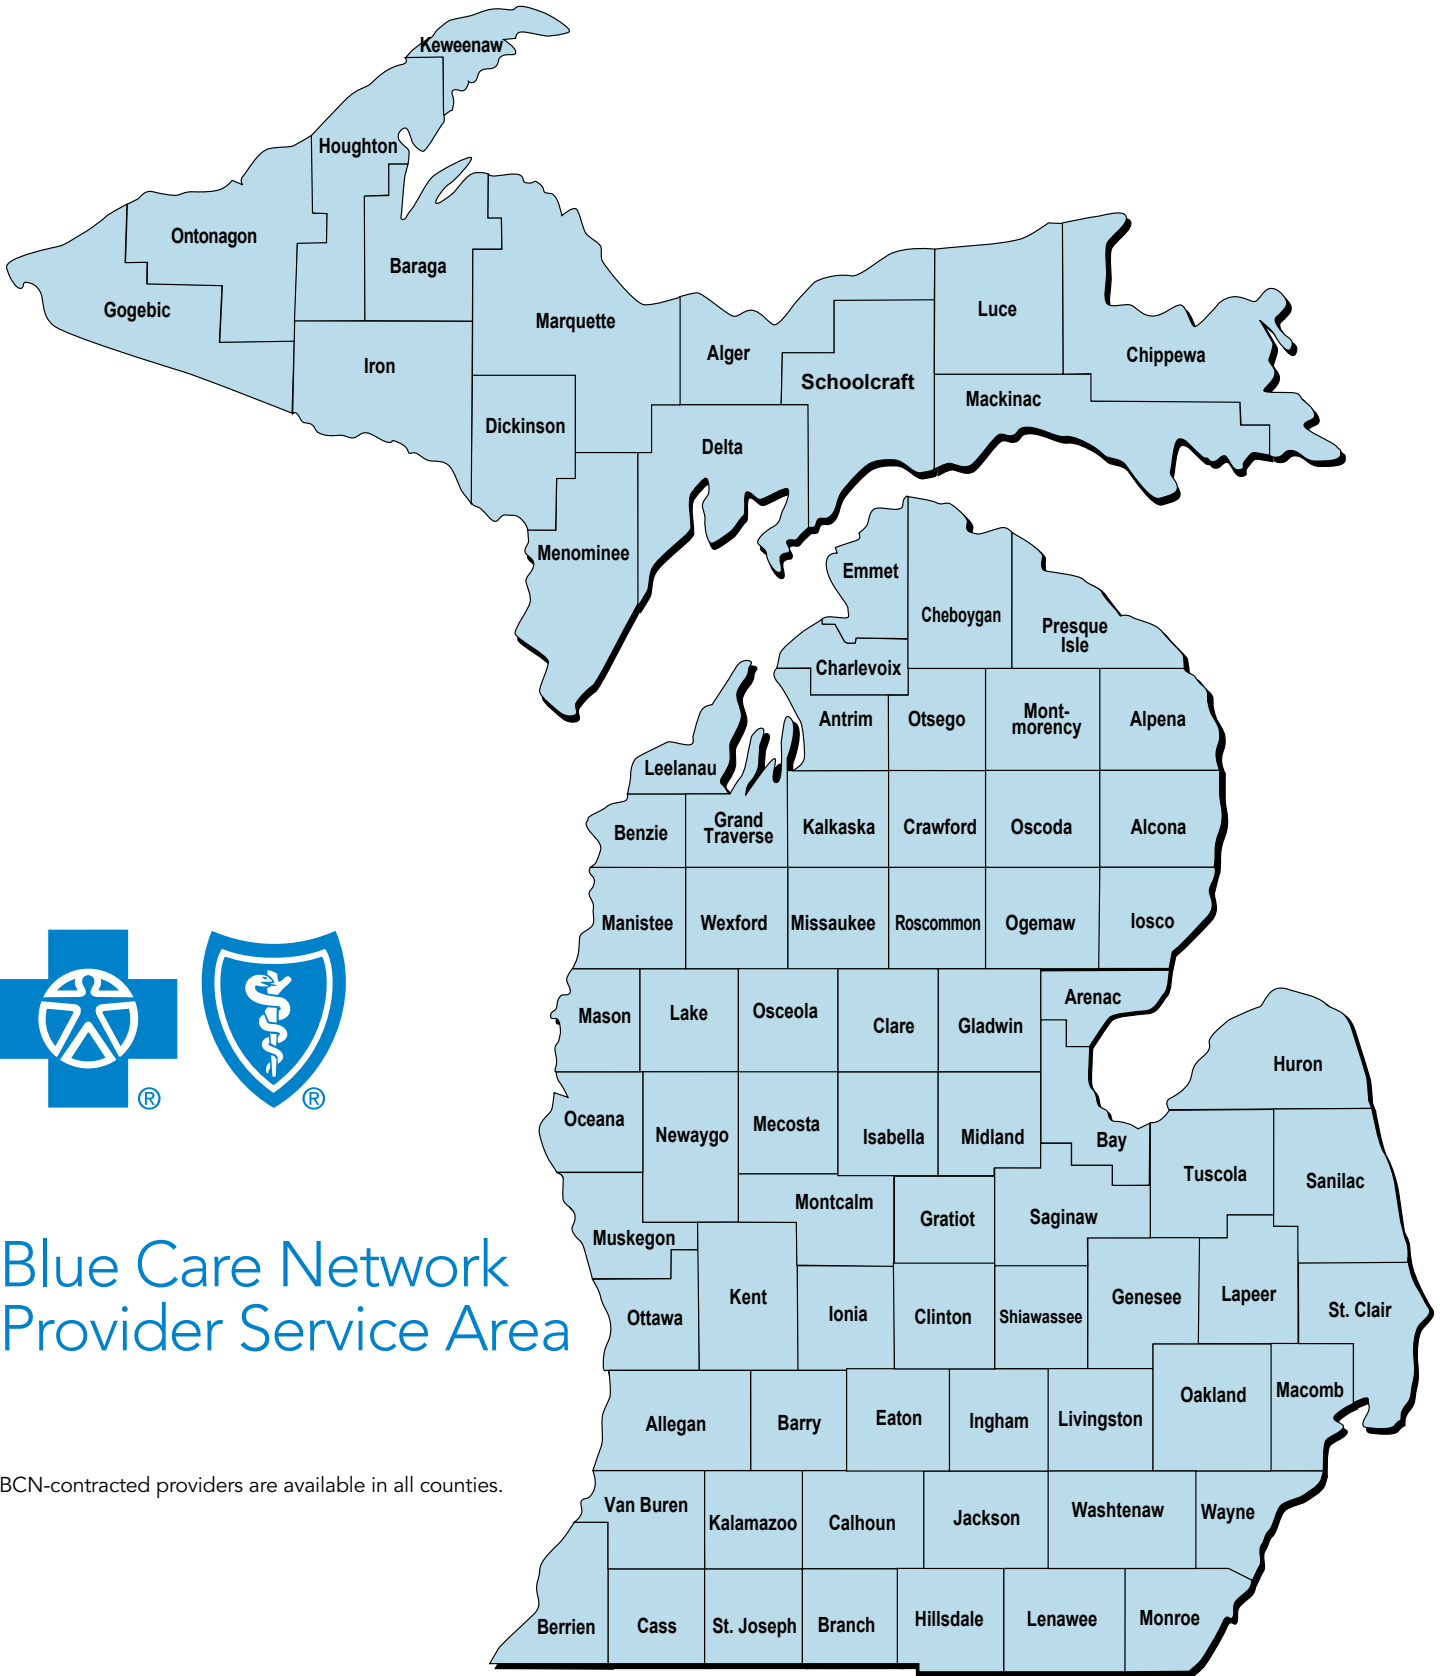 Keweenaw
Houghton
Ontonagon
Baraga
Gogebic
Marquette
Luce
Iron
Alger
Chippewa
Schoolcraft
Mackinac
Dickinson
Delta
Menominee
Emmet
Cheboygan
Presque
Isle
Charlevoix
Antrim
Otsego
Mont-
morency
Alpena
Leelanau
Benzie
Grand
Traverse
Kalkaska
Crawford
Oscoda
Alcona
Manistee
Wexford
Missaukee
Roscommon
Ogemaw
Iosco
Mason
Lake
Osceola
Clare
Gladwin
Arenac
Huron
® ®
Oceana
Newaygo
Mecosta
Isabella
Midland
Bay
Tuscola
Sanilac
Montcalm
Gratiot
Saginaw
Muskegon
Blue Care Network
Provider Service Area
Ottawa
Kent
Ionia
Clinton
Shiawassee
Genesee
Lapeer
St. Clair
Allegan
Barry
Eaton
Ingham
Livingston
Oakland
Macomb
BCN-contracted providers are available in all counties.
Van Buren
Kalamazoo
Calhoun
Jackson
Washtenaw
Wayne
Berrien
Cass
St. Joseph
Branch
Hillsdale
Lenawee
Monroe